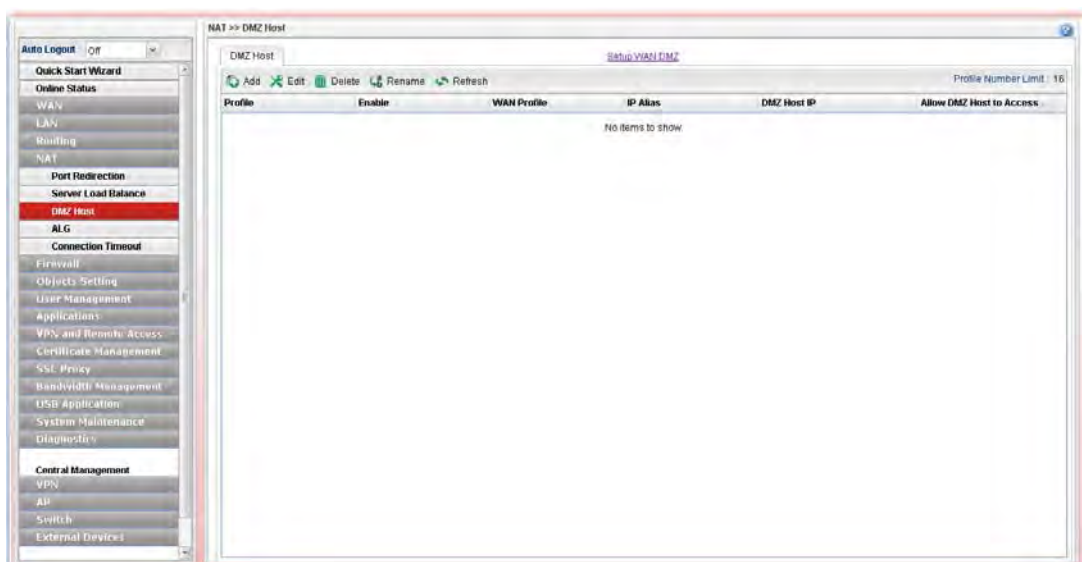 NAT >> DMZ Host
Auto Logout Off
Quick Start Wizard
Online Status
WAN
LAN
Routing
NAT
Port Redirection
Server Load Balance
DMZ Host
ALG
Connection Timeout
Firewall
Objects Setting
User Management
Applications
VPN and Remote Access
Certificate Management
SSL Proxy
Bandwidth Management
USB Application
System Maintenance
Diagnostics
Central Management
VPN
AP
Switch
External Devices
DMZ Host
Setup WAN DMZ
Add Edit Delete Rename Refresh Profile Number Limit : 16
Profile Enable WAN Profile IP Alias DMZ Host IP Allow DMZ Host to Access
No items to show.